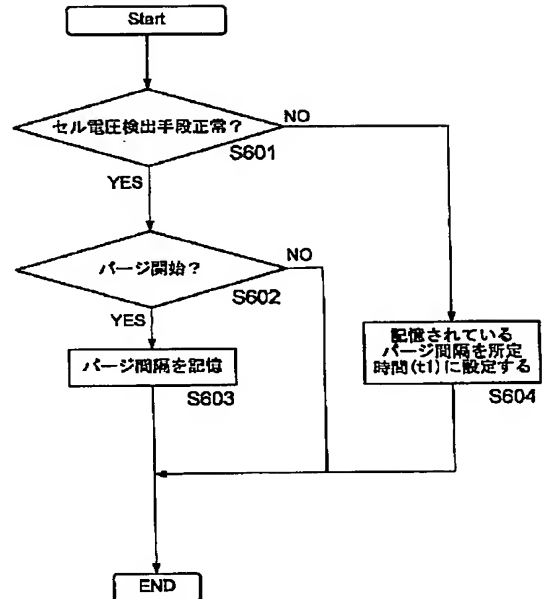 Start
セル電圧検出手段正常？
NO
S601
YES
パージ開始？
NO
S602
YES
パージ間隔を記憶
S603
記憶されている
パージ間隔を所定
時間(t1)に設定する
S604
END